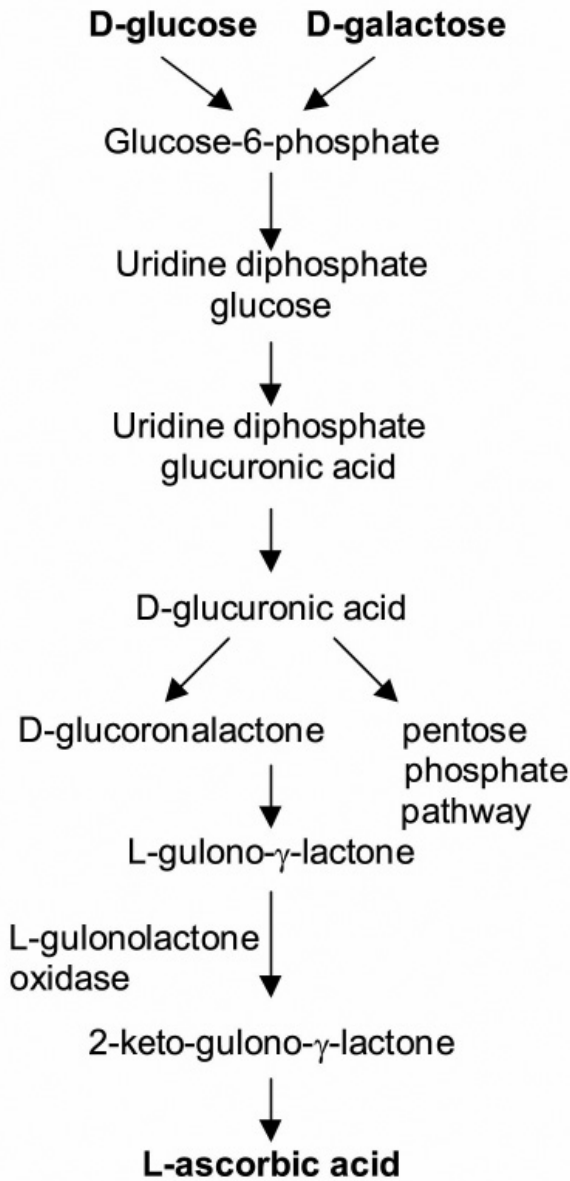 D-glucose D-galactose
Glucose-6-phosphate
Uridine diphosphate
glucose
Uridine diphosphate
glucuronic acid
D-glucuronic acid
D-glucoronalactone
pentose
phosphate
pathway
L-gulono-γ-lactone
L-gulonolactone
oxidase
2-keto-gulono-γ-lactone
L-ascorbic acid